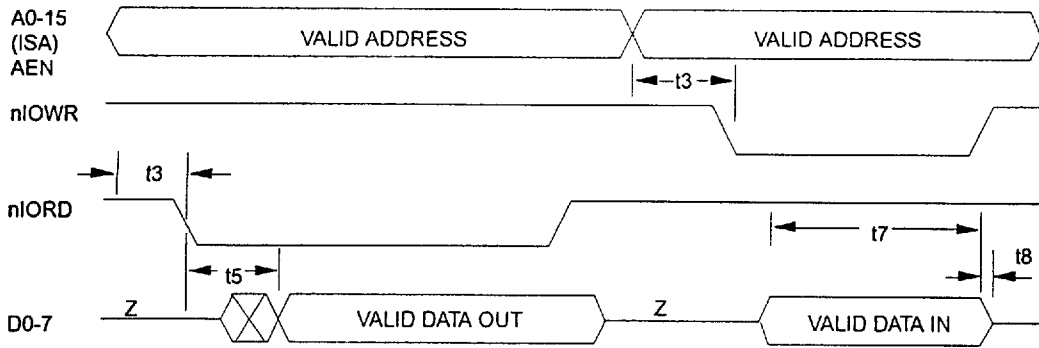 A0-15
(ISA)
AEN
VALID ADDRESS
VALID ADDRESS
t3
nIOWR
t3
nIORD
t7
t8
t5
Z
D0-7
VALID DATA OUT
Z
VALID DATA IN